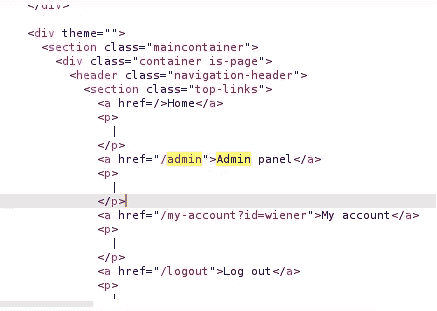 </div>
<div theme="">
<section class="maincontainer">
<div class="container is-page">
<header class="navigation-header">
<section class="top-links">
<a href=/>Home</a>
<p>
|
</p>
<a href="/admin">Admin panel</a>
<p>
|
</p>
<a href="/my-account?id=wiener">My account</a>
<p>
|
</p>
<a href="/logout">Log out</a>
<p>
|